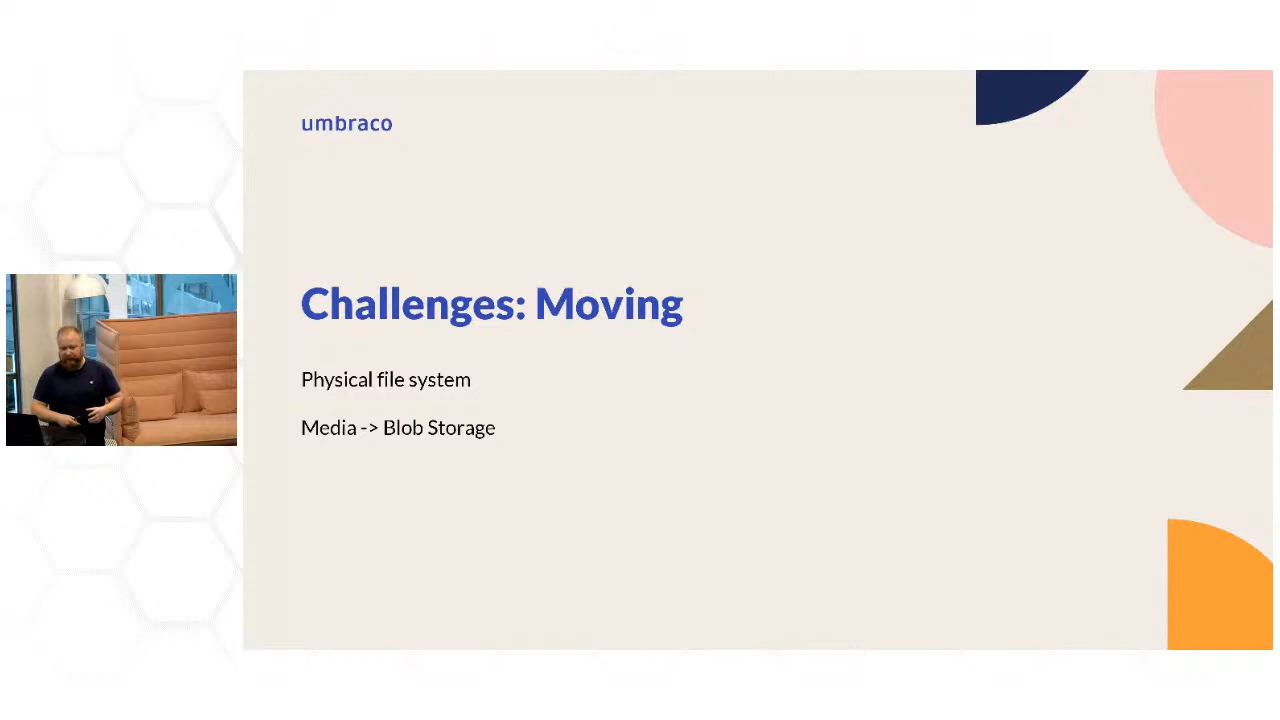 umbraco
Challenges: Moving
Physical file system
Media -> Blob Storage